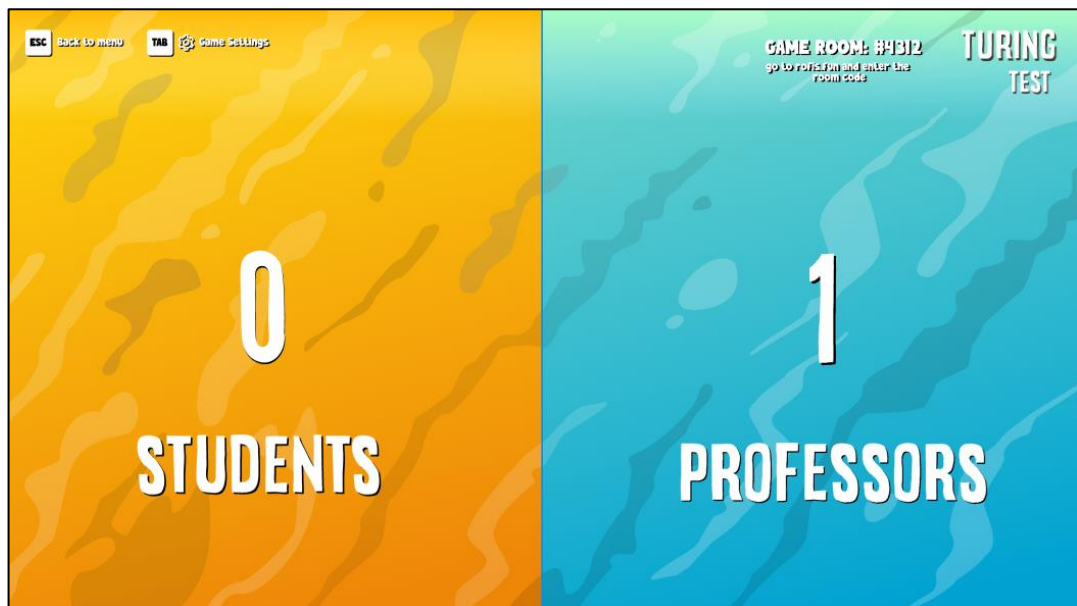 ESC Back to menu
TAB Game Settings
GAME ROOM: #4312
go to rofis.fun and enter the
room code
TURING
TEST
0
STUDENTS
1
PROFESSORS